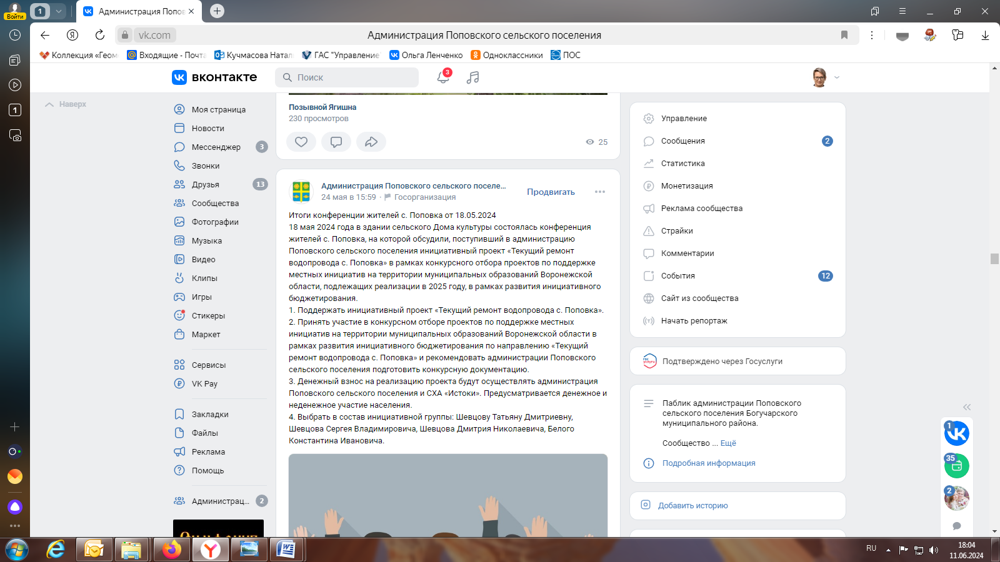 Войти
1
Администрация Попов
vk.com
Администрация Поповского сельского поселения
Коллекция «Геом
Входящие - Почта
Кучмасова Натал
ГАС "Управление"
Ольга Ленченко
Одноклассники
ПОС
1
вконтакте
Поиск
3
Наверх
Моя страница
Новости
Мессенджер 3
Звонки
Друзья 13
Сообщества
Фотографии
Музыка
Видео
Клипы
Игры
Стикеры
Маркет
Сервисы
VK Pay
Закладки
Файлы
Реклама
Помощь
Администрац... 2
Позывной Ягишна
230 просмотров
25
Администрация Поповского сельского поселе...
24 мая в 15:59 · Госорганизация
Продвигать
Итоги конференции жителей с. Поповка от 18.05.2024
18 мая 2024 года в здании сельского Дома культуры состоялась конференция
жителей с. Поповка, на которой обсудили, поступивший в администрацию
Поповского сельского поселения инициативный проект «Текущий ремонт
водопровода с. Поповка» в рамках конкурсного отбора проектов по поддержке
местных инициатив на территории муниципальных образований Воронежской
области, подлежащих реализации в 2025 году, в рамках развития инициативного
бюджетирования.
1. Поддержать инициативный проект «Текущий ремонт водопровода с. Поповка».
2. Принять участие в конкурсном отборе проектов по поддержке местных
инициатив на территории муниципальных образований Воронежской области в
рамках развития инициативного бюджетирования по направлению «Текущий
ремонт водопровода с. Поповка» и рекомендовать администрации Поповского
сельского поселения подготовить конкурсную документацию.
3. Денежный взнос на реализацию проекта будут осуществлять администрация
Поповского сельского поселения и СХА «Истоки». Предусматривается денежное и
неденежное участие населения.
4. Выбрать в состав инициативной группы: Шевцову Татьяну Дмитриевну,
Шевцова Сергея Владимировича, Шевцова Дмитрия Николаевича, Белого
Константина Ивановича.
Управление
Сообщения 2
Статистика
Монетизация
Реклама сообщества
Страйки
Комментарии
События 12
Сайт из сообщества
Начать репортаж
гос услуги
Подтверждено через Госуслуги
Паблик администрации Поповского
сельского поселения Богучарского
муниципального района.
Сообщество ... Ещё
Подробная информация
Добавить историю
1
35
2
RU
18:04
11.06.2024